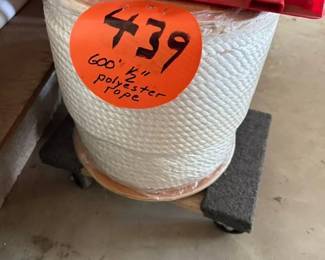 439
600' 1/2"
polyester
rope